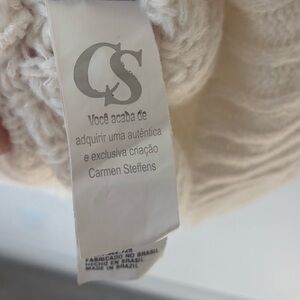 CS
Você acaba de
adquirir uma autêntica
e exclusiva criação
Carmen Steffens
FABRICADO NO BRASIL
HECHO EN BRASIL
MADE IN BRAZIL